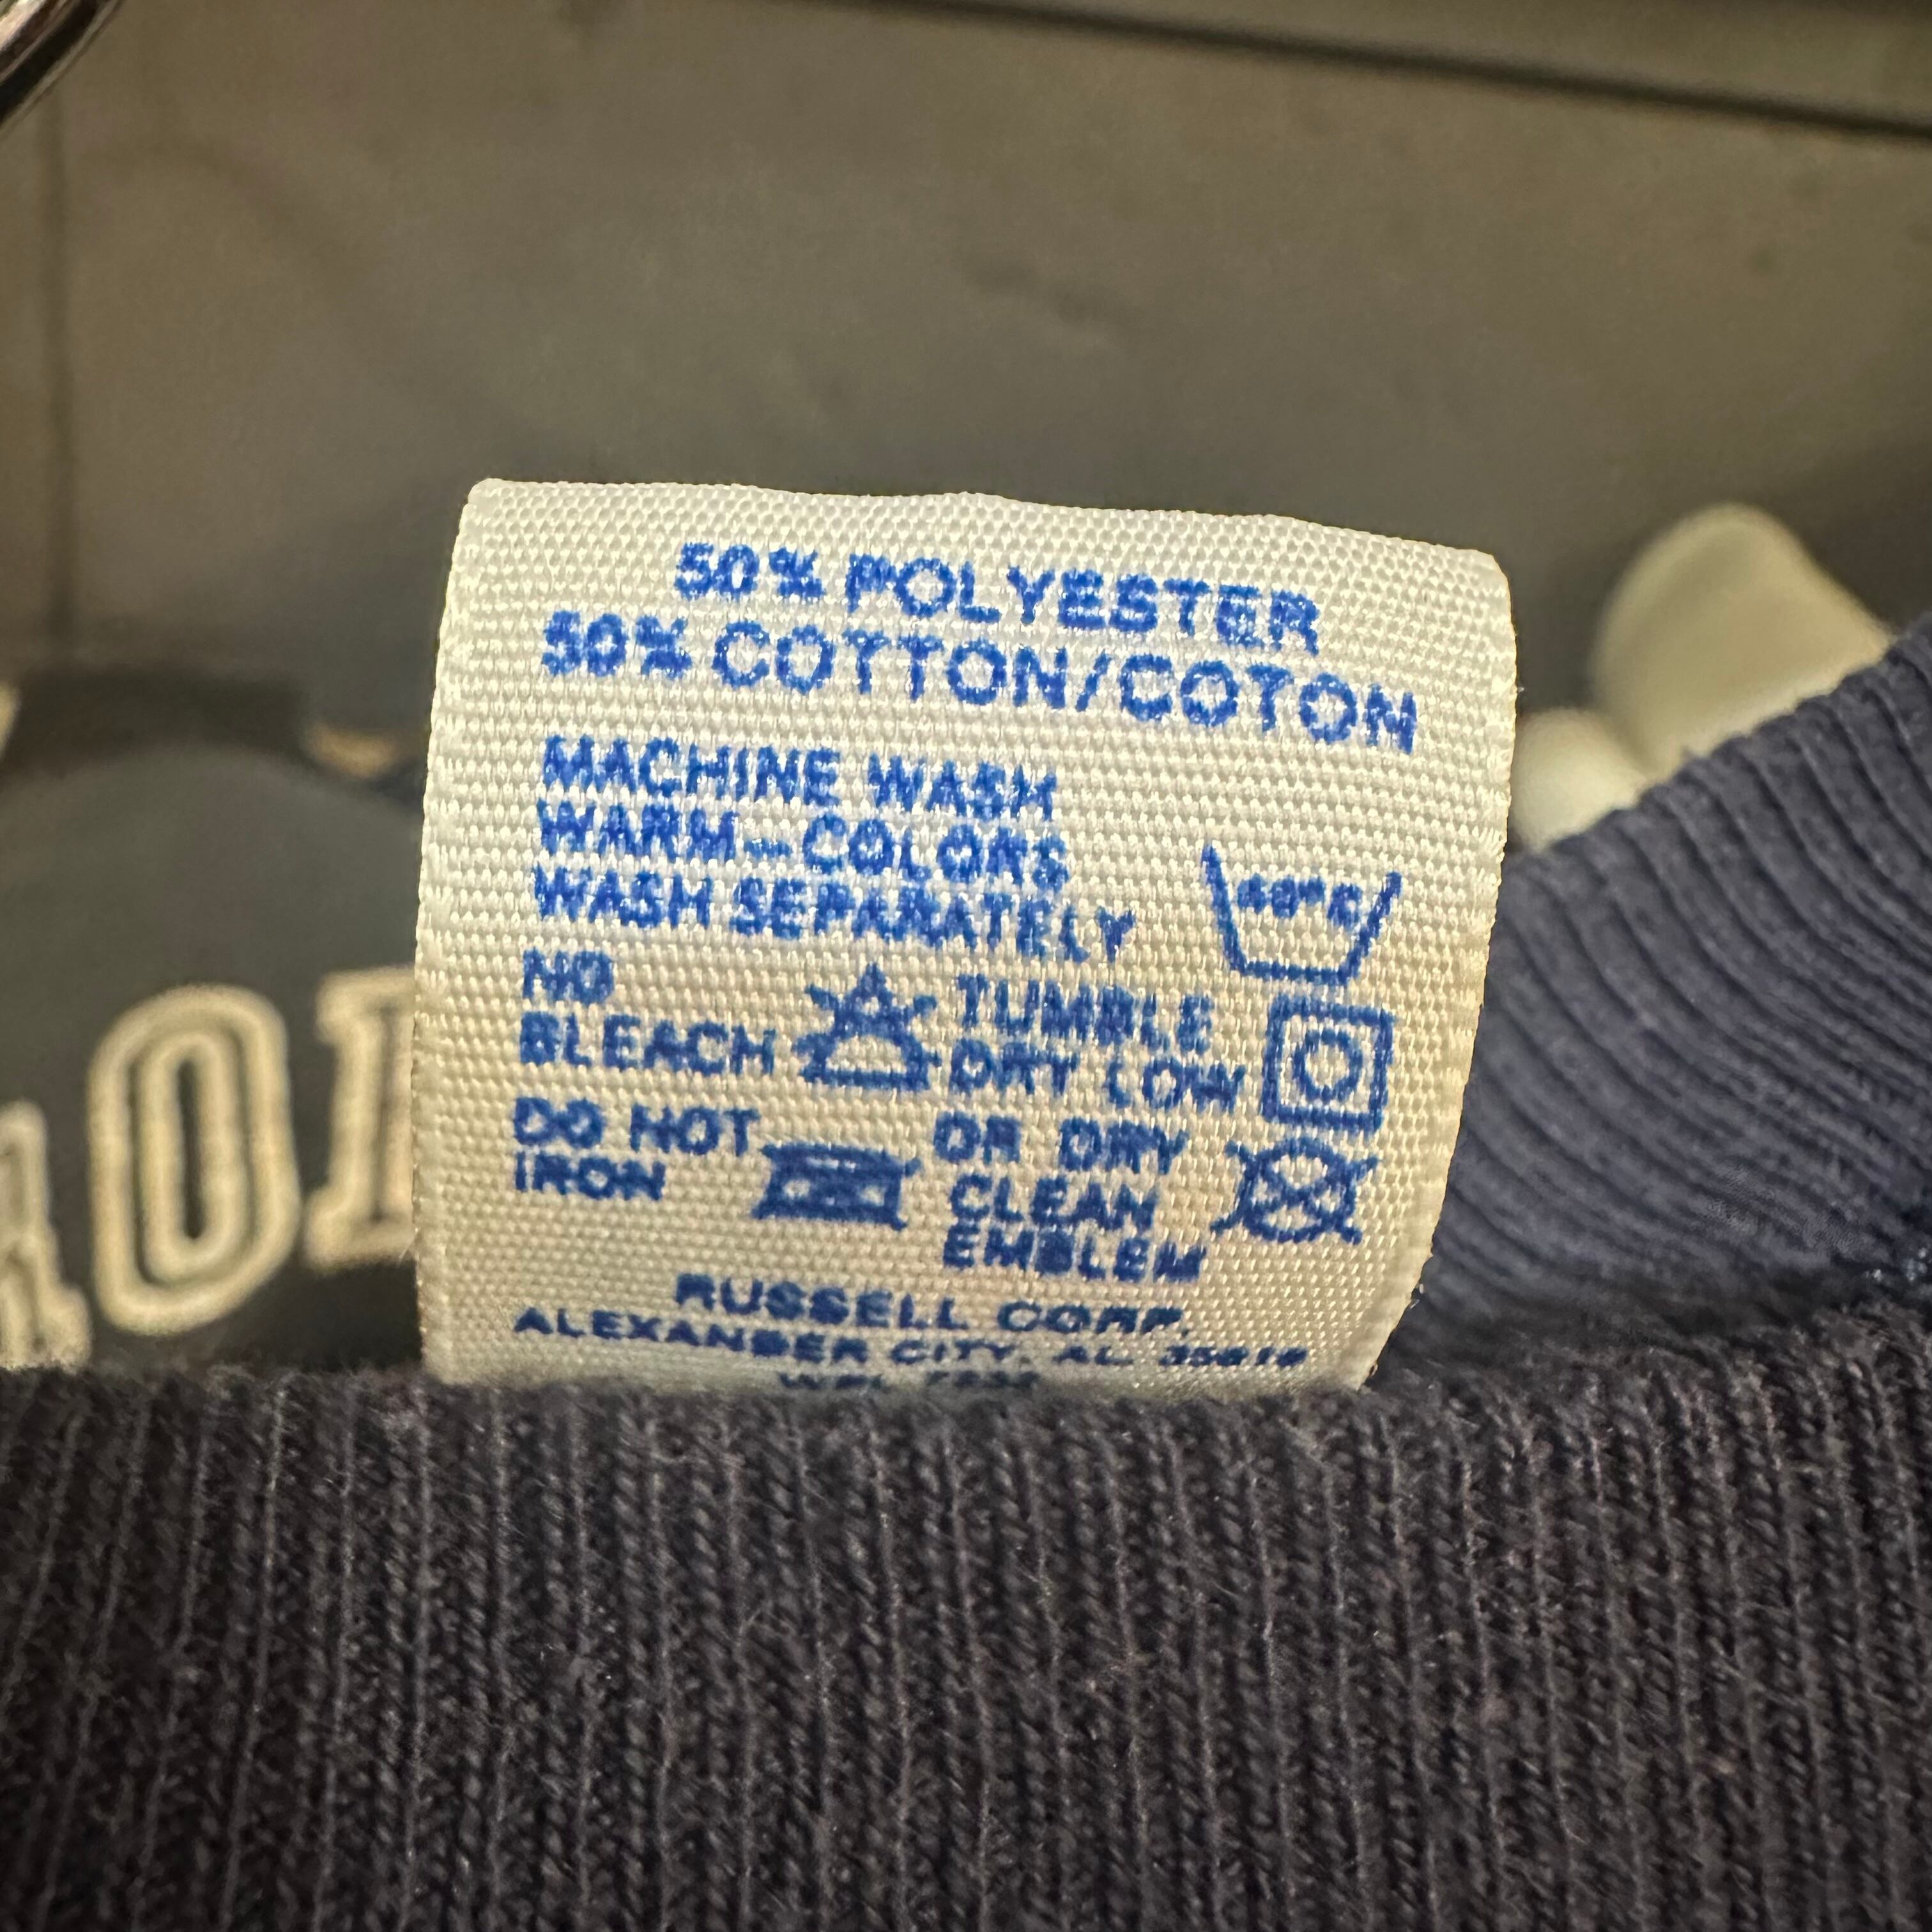 50% POLYESTER
50% COTTON/COTON
MACHINE WASH
WARM—COLORS
WASH SEPARATELY
40°C
NO
BLEACH
TUMBLE
DRY LOW
DO NOT
IRON
OR DRY
CLEAN
EMBLEM
RUSSELL CORP.
ALEXANDER CITY, AL.